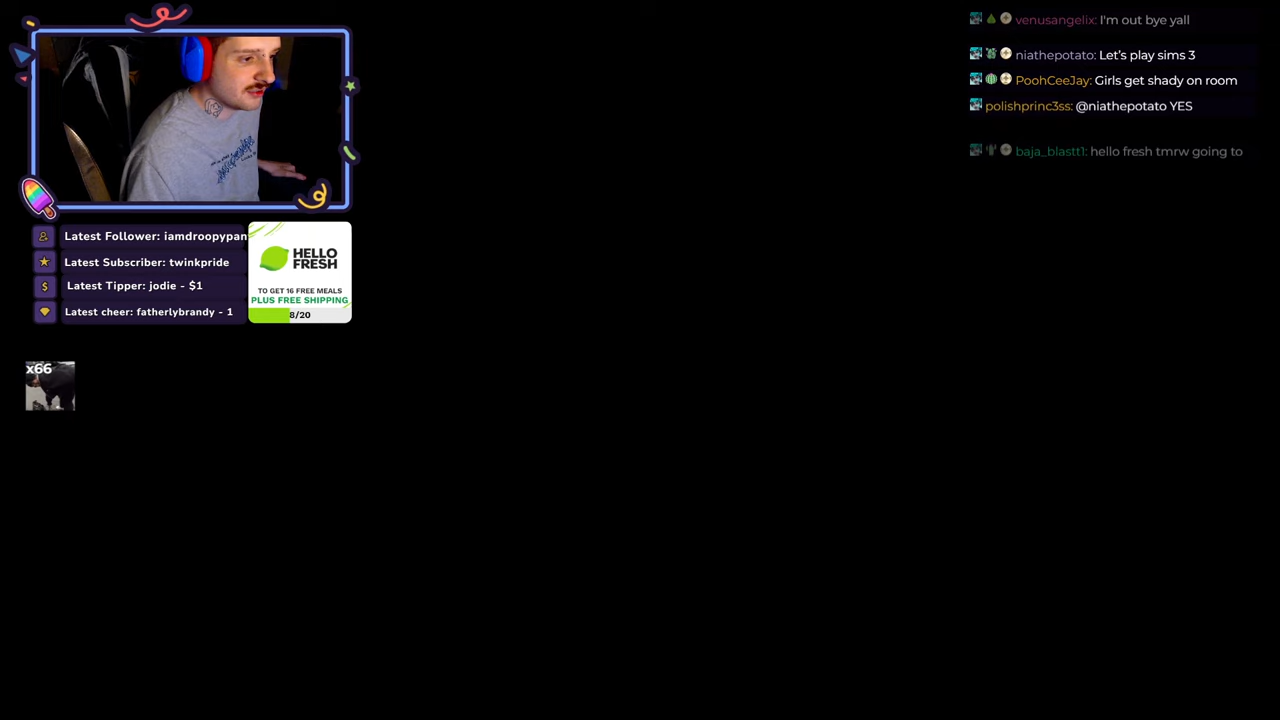 venusangelix: I'm out bye yall
niathepotato: Let's play sims 3
PoohCeeJay: Girls get shady on room
polishprinc3ss: @niathepotato YES
baja_blastt1: hello fresh tmrw going to
Latest Follower: iamdroopypan
Latest Subscriber: twinkpride
Latest Tipper: jodie - $1
Latest cheer: fatherlybrandy - 1
HELLO
FRESH
TO GET 16 FREE MEALS
PLUS FREE SHIPPING
8/20
x66